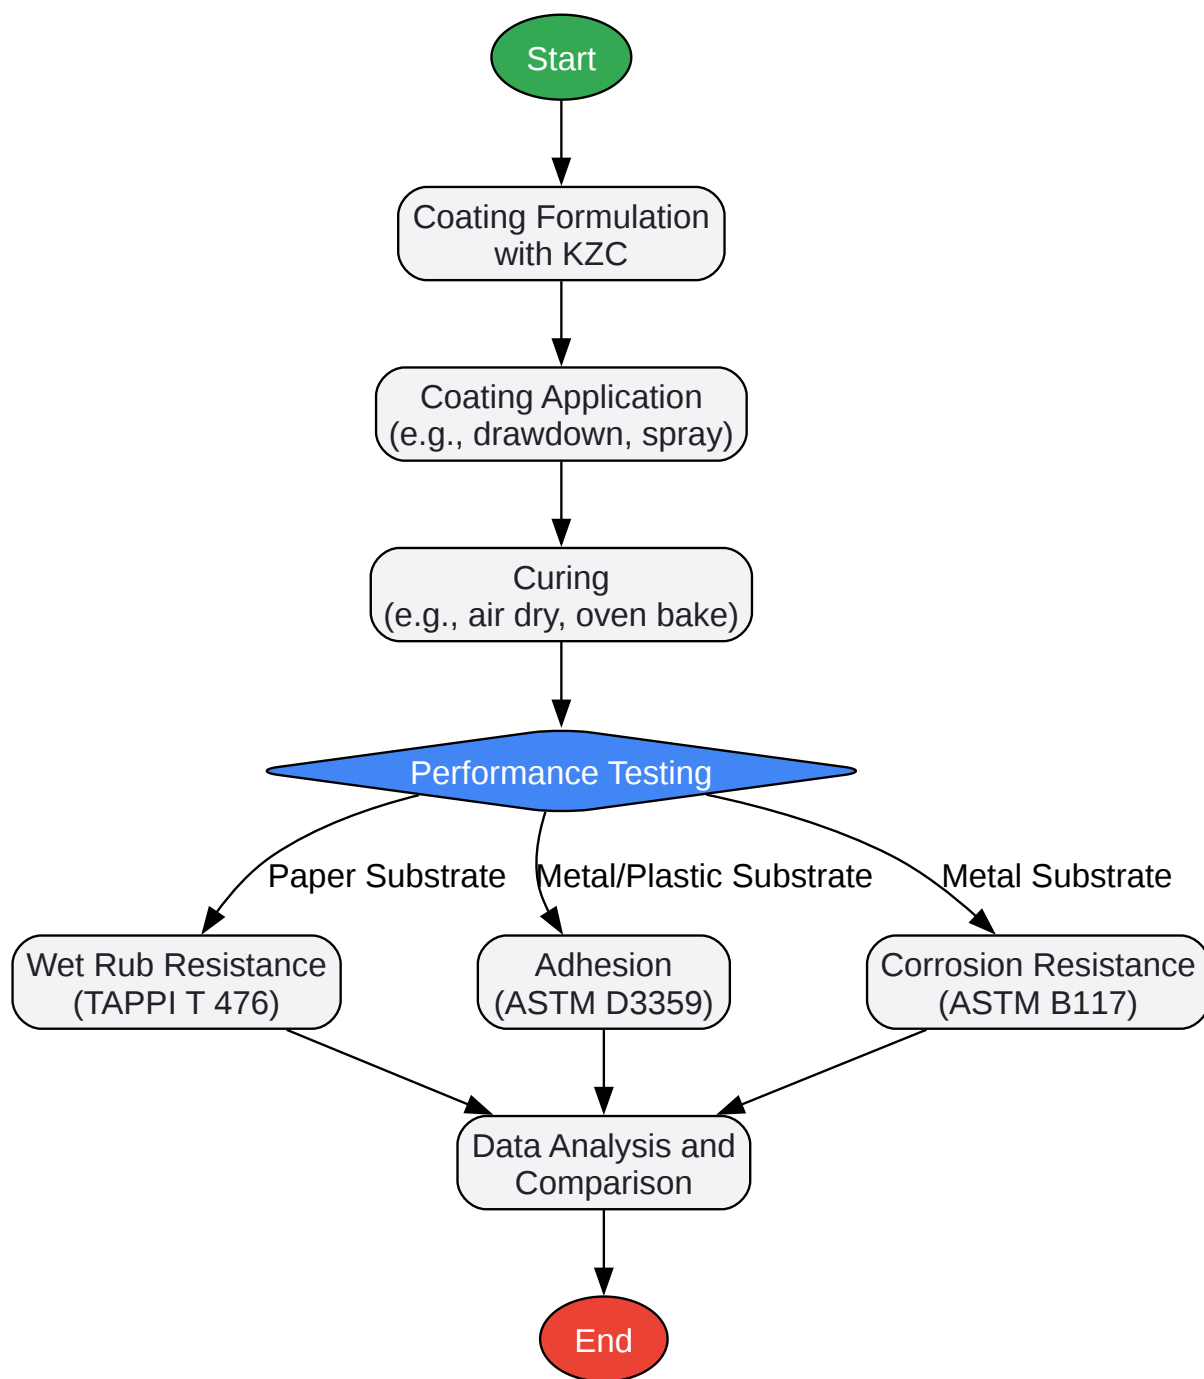 Start
Coating Formulation
with KZC
Coating Application
(e.g., drawdown, spray)
Curing
(e.g., air dry, oven bake)
Performance Testing
Paper Substrate
Metal/Plastic Substrate
Metal Substrate
Wet Rub Resistance
(TAPPI T 476)
Adhesion
(ASTM D3359)
Corrosion Resistance
(ASTM B117)
Data Analysis and
Comparison
End